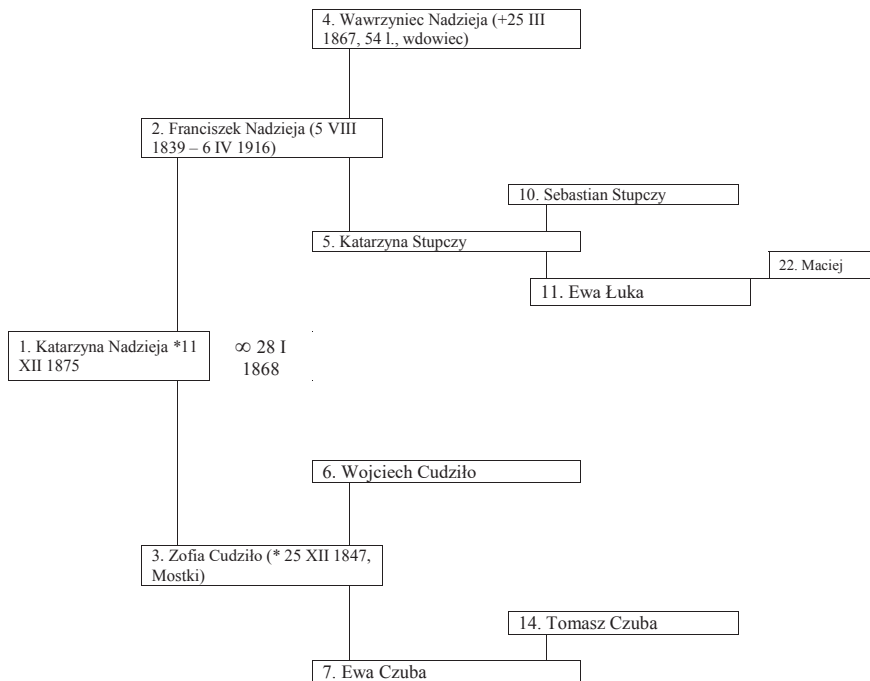 4. Wawrzyniec Nadzieja (+25 III
1867, 54 l., wdowiec)
2. Franciszek Nadzieja (5 VIII
1839 – 6 IV 1916)
10. Sebastian Stupczy
5. Katarzyna Stupczy
22. Maciej
11. Ewa Łuka
1. Katarzyna Nadzieja *11
XII 1875
∞ 28 I
1868
6. Wojciech Cudziło
3. Zofia Cudziło (* 25 XII 1847,
Mostki)
14. Tomasz Czuba
7. Ewa Czuba